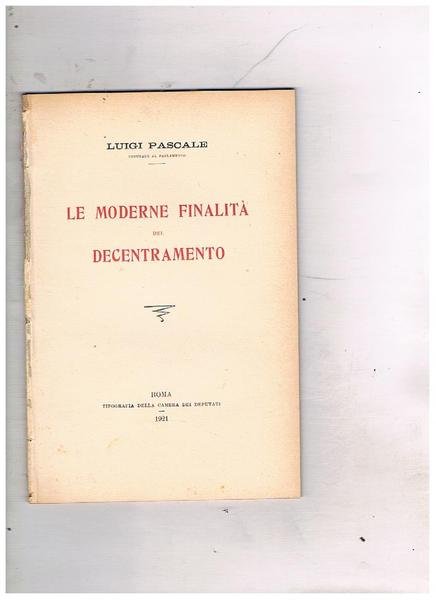 LUIGI PASCALE
DEPUTATO AL PARLAMENTO
LE MODERNE FINALITÀ
DEL
DECENTRAMENTO
ROMA
TIPOGRAFIA DELLA CAMERA DEI DEPUTATI
1921